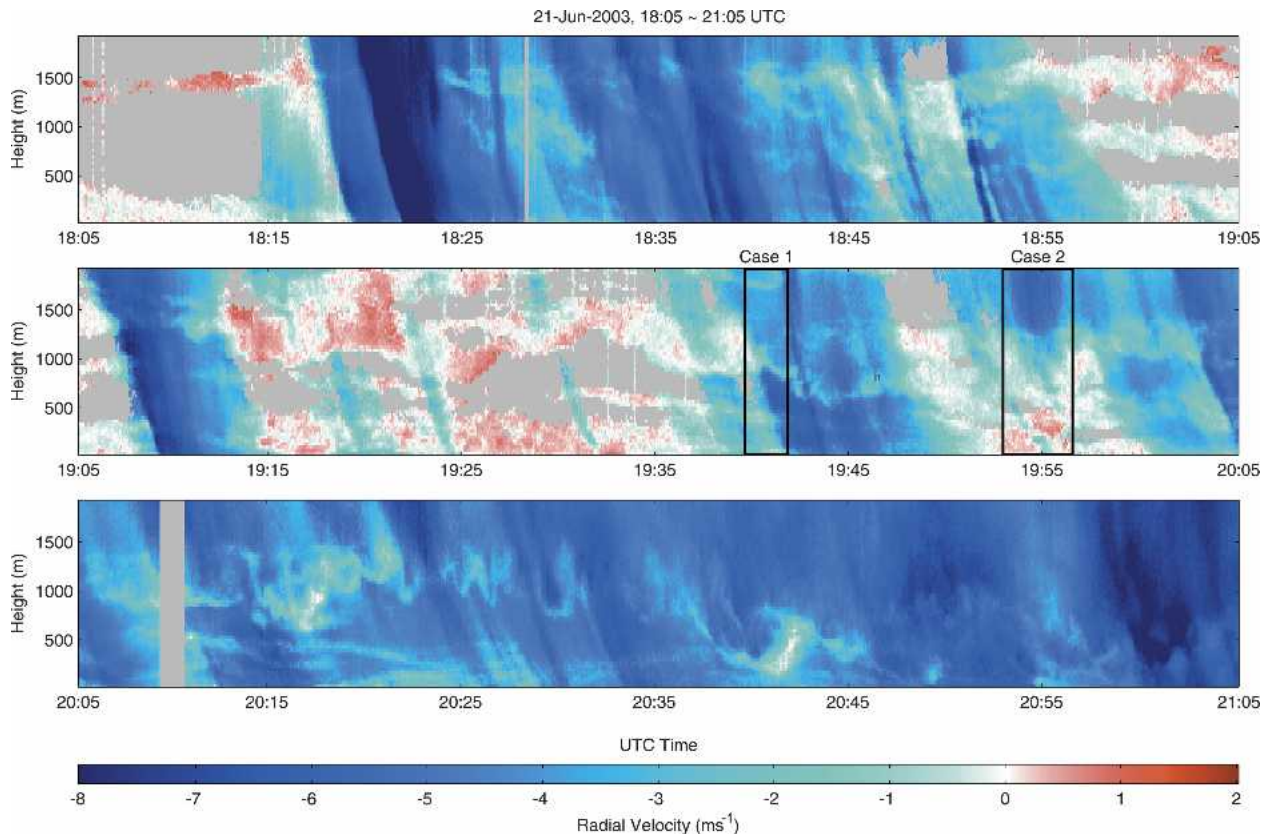 21-Jun-2003, 18:05 ~ 21:05 UTC
Height (m)
1500
1000
500
18:05 18:15 18:25 18:35 18:45 18:55 19:05
Case 1 Case 2
Height (m)
1500
1000
500
19:05 19:15 19:25 19:35 19:45 19:55 20:05
Height (m)
1500
1000
500
20:05 20:15 20:25 20:35 20:45 20:55 21:05
UTC Time
-8 -7 -6 -5 -4 -3 -2 -1 0 1 2
Radial Velocity (ms⁻¹)